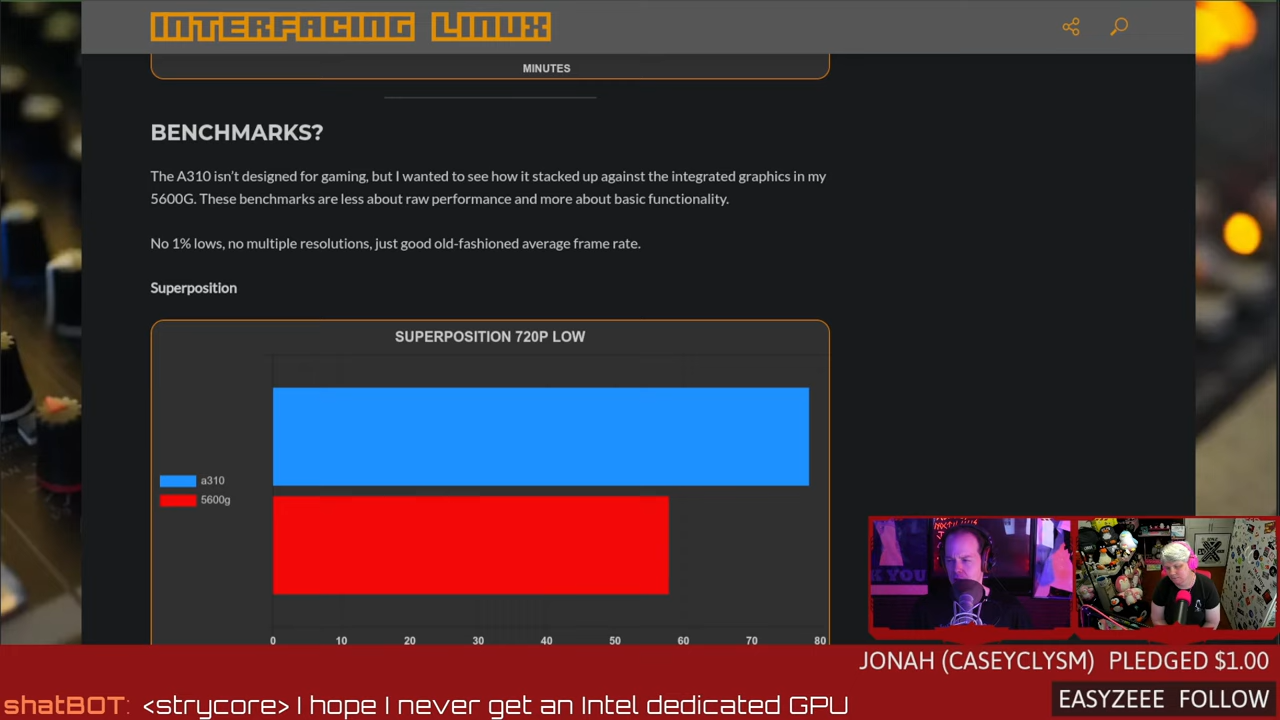 INTERFACING LINUX
MINUTES
BENCHMARKS?
The A310 isn't designed for gaming, but I wanted to see how it stacked up against the integrated graphics in my
5600G. These benchmarks are less about raw performance and more about basic functionality.
No 1% lows, no multiple resolutions, just good old-fashioned average frame rate.
Superposition
SUPERPOSITION 720P LOW
a310
5600g
0 10 20 30 40 50 60 70 80
K YOU
JONAH (CASEYCLYSM) PLEDGED $1.00
shatBOT: <strycore> I hope I never get an Intel dedicated GPU
EASYZEEE FOLLOW